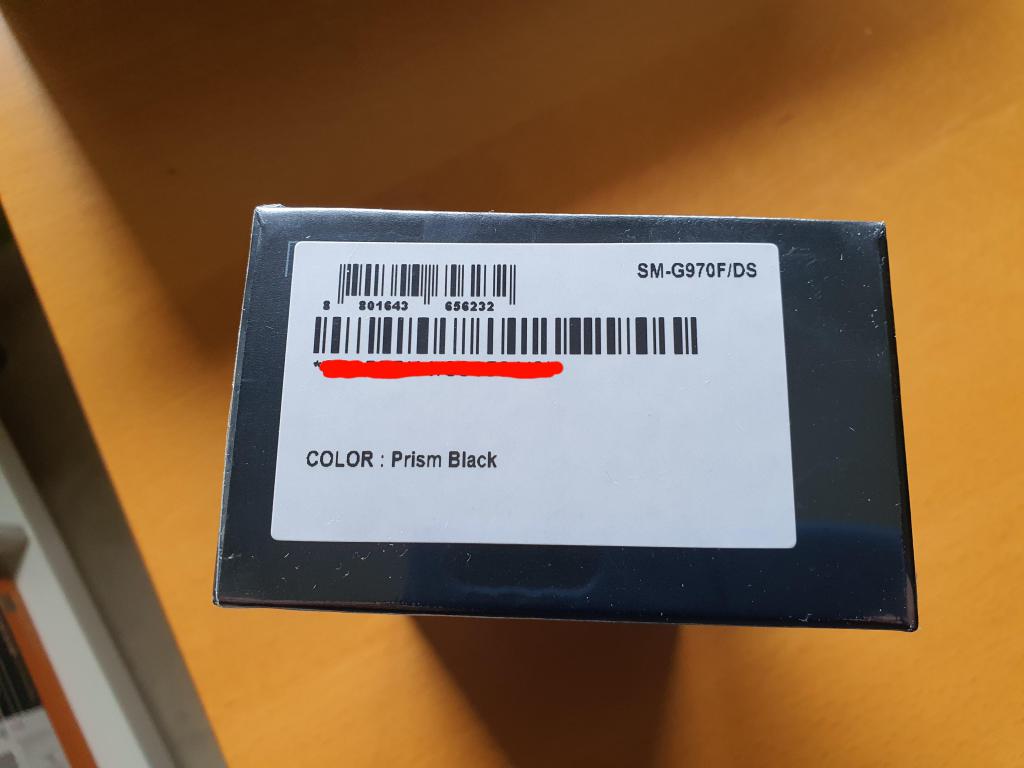 SM-G970F/DS
8 801643 656232
COLOR : Prism Black